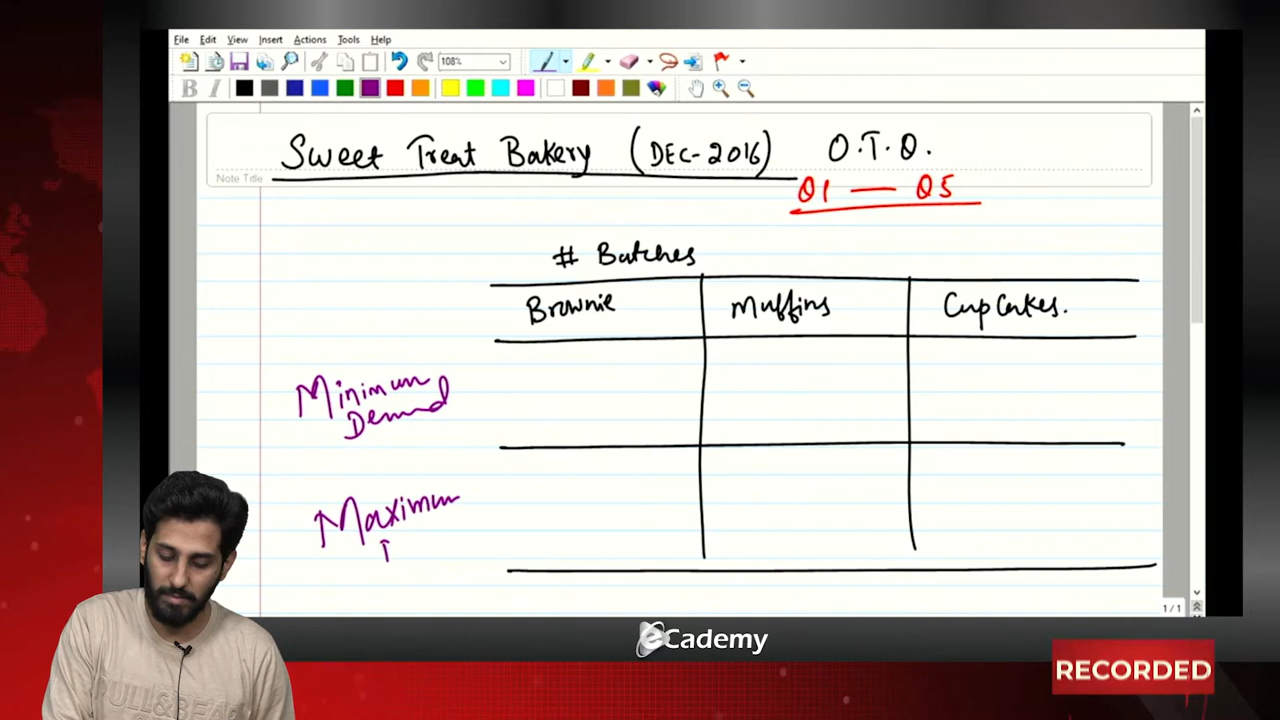 File Edit View Insert Actions Tools Help
108%
B I
Sweet Treat Bakery (DEC-2016) O.T.Q.
Note Title
Q1 — Q5
# Batches
Brownie Muffins CupCakes.
Minimum
Demand
Maximum
1/1
eCademy
RECORDED